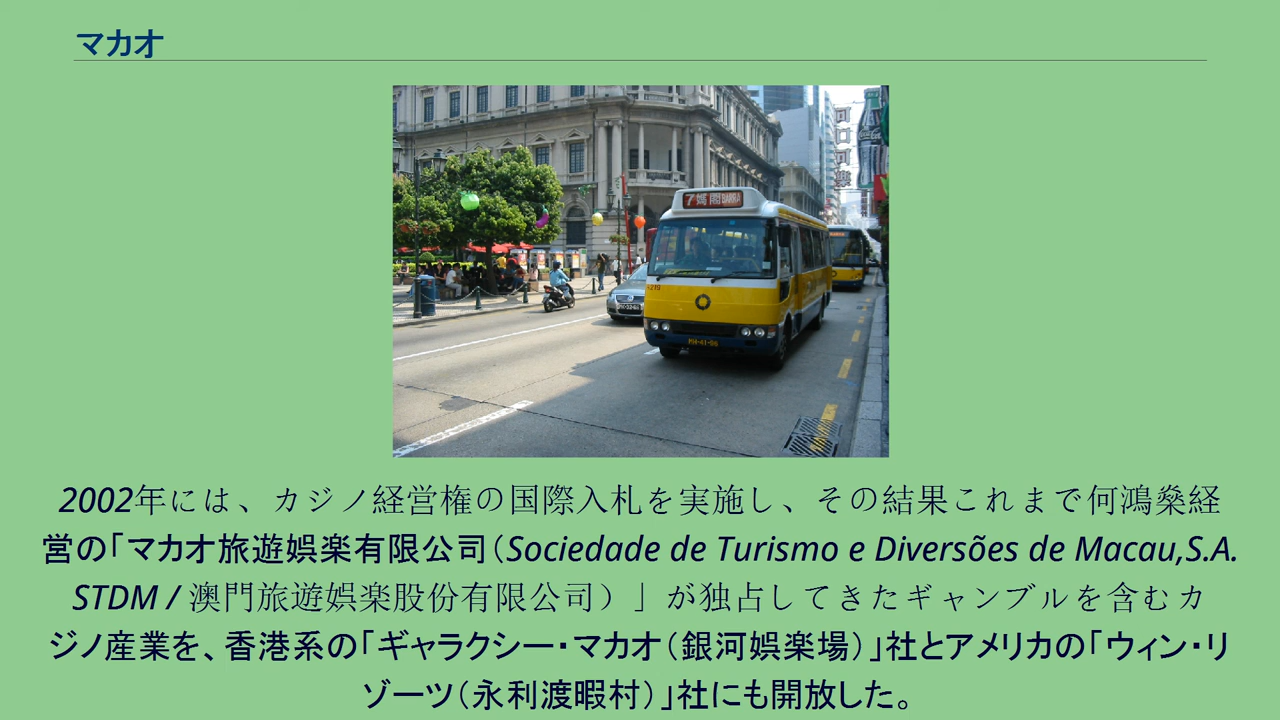 マカオ
7 媽閣 BARRA
Coca-Cola
2002年には、カジノ経営権の国際入札を実施し、その結果これまで何鴻燊経
営の「マカオ旅遊娯楽有限公司（Sociedade de Turismo e Diversões de Macau,S.A.
STDM / 澳門旅遊娯楽股份有限公司）」が独占してきたギャンブルを含むカ
ジノ産業を、香港系の「ギャラクシー・マカオ（銀河娯楽場）」社とアメリカの「ウィン・リ
ゾーツ（永利渡暇村）」社にも開放した。